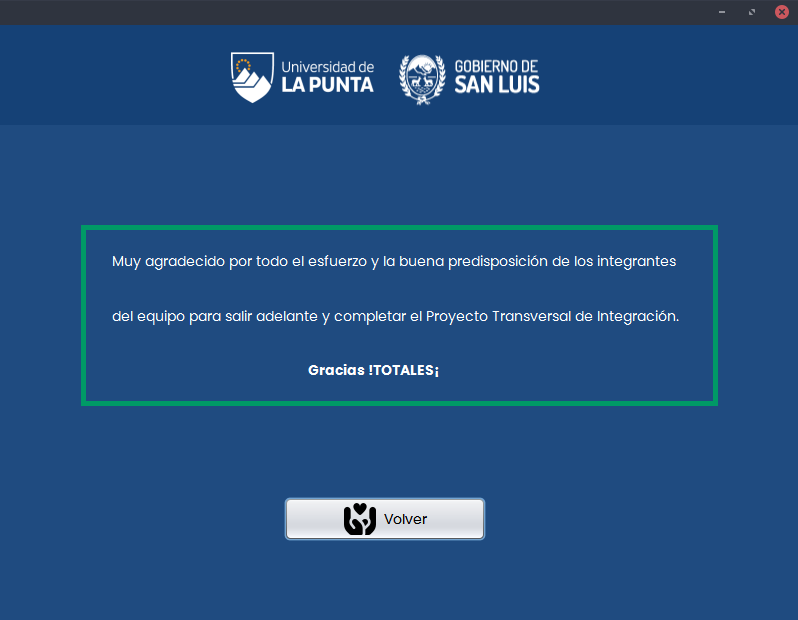 Universidad de
LA PUNTA
GOBIERNO DE
SAN LUIS
Muy agradecido por todo el esfuerzo y la buena predisposición de los integrantes
del equipo para salir adelante y completar el Proyecto Transversal de Integración.
Gracias !TOTALES¡
Volver